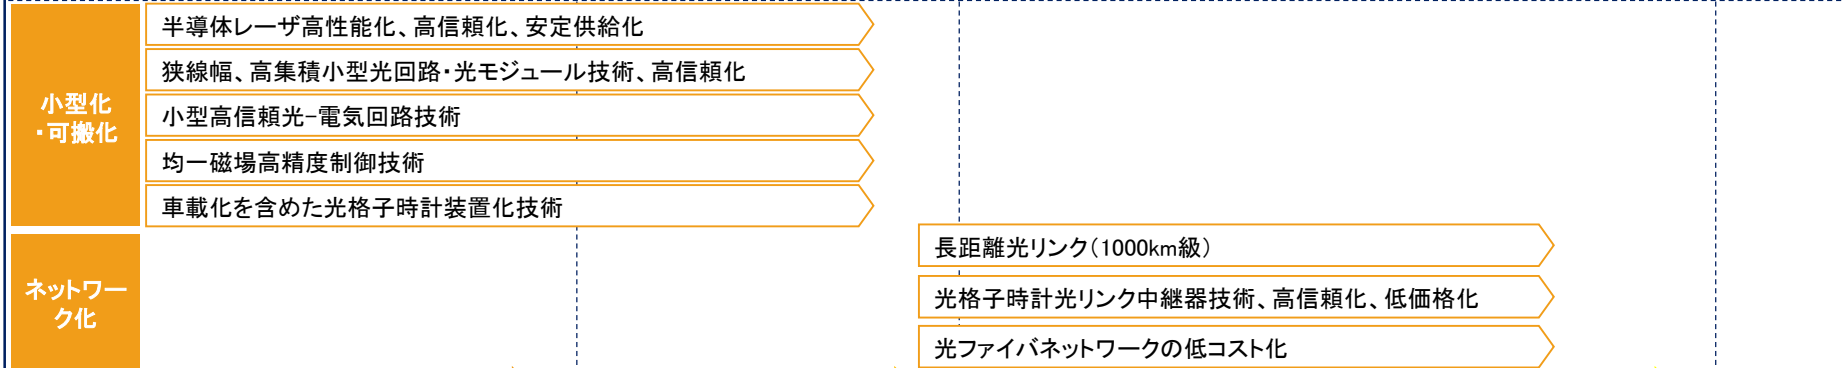 小型化
・可搬化
半導体レーザ高性能化、高信頼化、安定供給化
狭線幅、高集積小型光回路・光モジュール技術、高信頼化
小型高信頼光-電気回路技術
均一磁場高精度制御技術
車載化を含めた光格子時計装置化技術
ネットワー
ク化
長距離光リンク(1000km級)
光格子時計光リンク中継器技術、高信頼化、低価格化
光ファイバネットワークの低コスト化